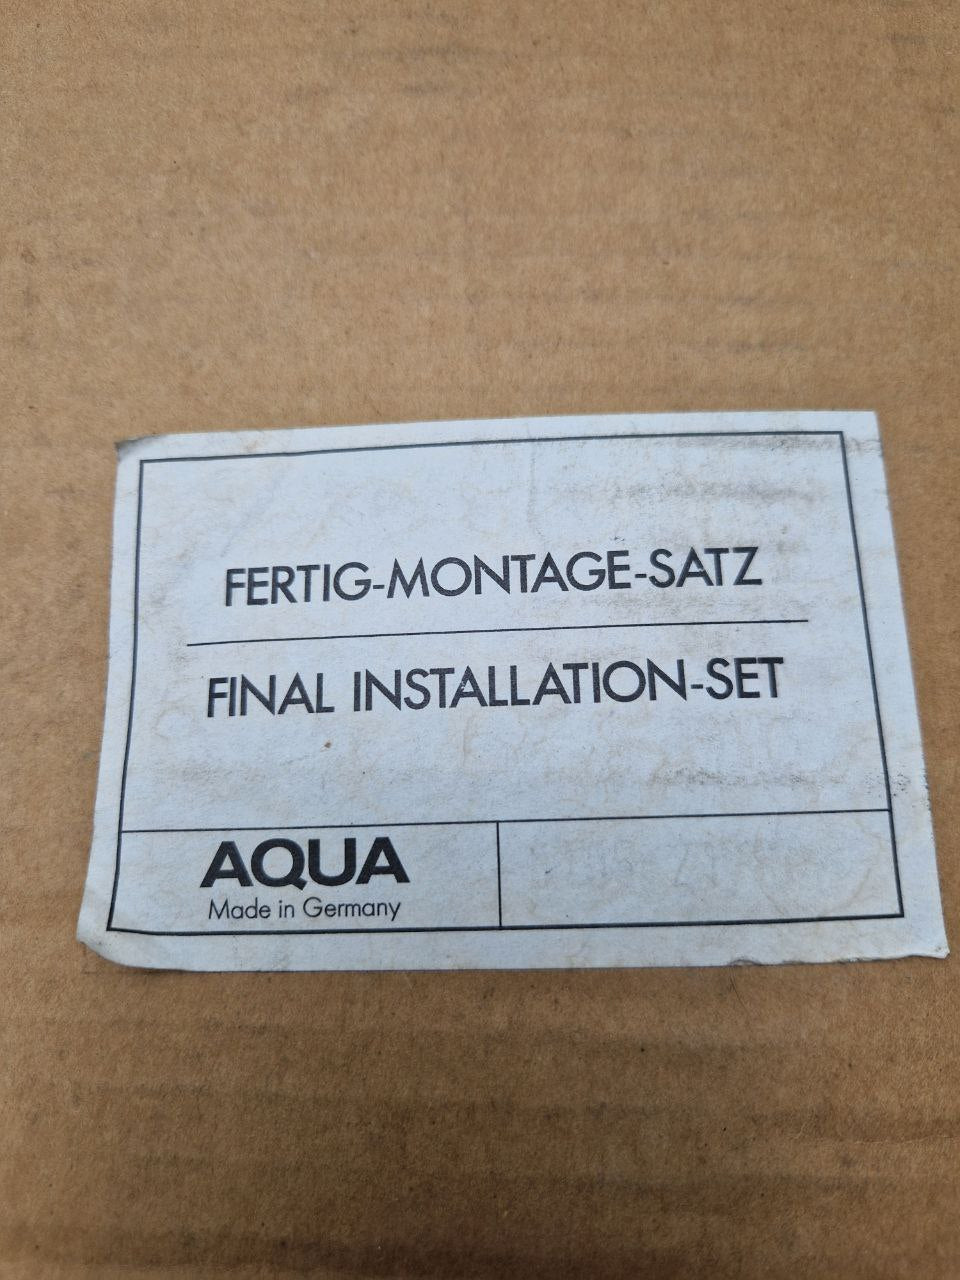 FERTIG-MONTAGE-SATZ
FINAL INSTALLATION-SET
AQUA
Made in Germany